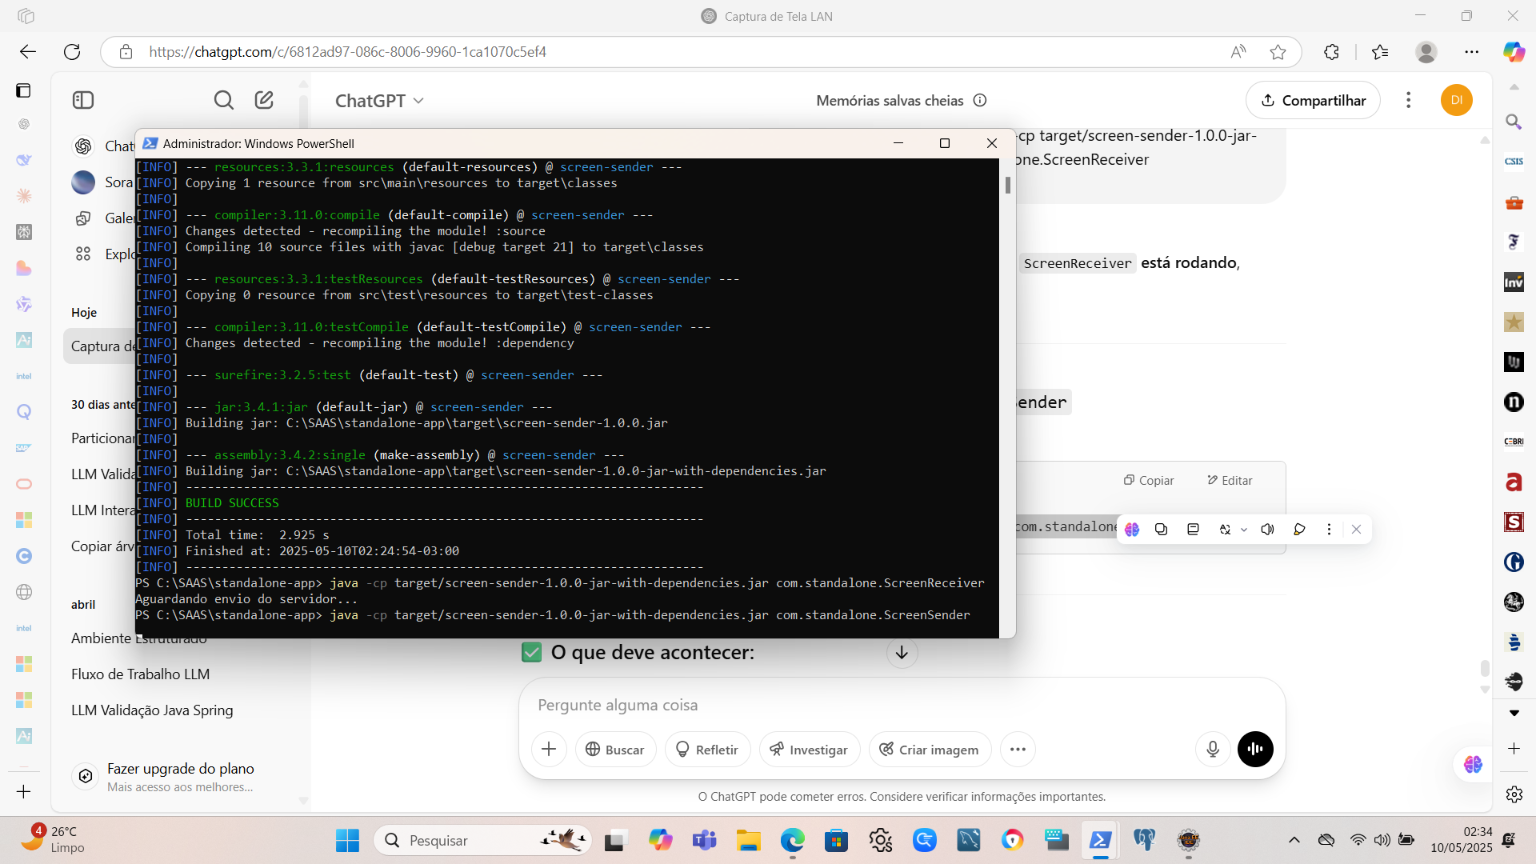 Captura de Tela LAN
https://chatgpt.com/c/6812ad97-086c-8006-9960-1ca1070c5ef4
ChatGPT
Memórias salvas cheias
Compartilhar
DI
Chat
Sora
Gale
Explo
Hoje
Captura de
30 dias ante
Particionar
LLM Valida
LLM Intera
Copiar árv
abril
Ambiente Estruturado
Fluxo de Trabalho LLM
LLM Validação Java Spring
Fazer upgrade do plano
Mais acesso aos melhores...
cp target/screen-sender-1.0.0-jar-
one.ScreenReceiver
ScreenReceiver está rodando,
Sender
Copiar
Editar
com.standalone
Administrador: Windows PowerShell
[INFO] --- resources:3.3.1:resources (default-resources) @ screen-sender ---
[INFO] Copying 1 resource from src\main\resources to target\classes
[INFO]
[INFO] --- compiler:3.11.0:compile (default-compile) @ screen-sender ---
[INFO] Changes detected - recompiling the module! :source
[INFO] Compiling 10 source files with javac [debug target 21] to target\classes
[INFO]
[INFO] --- resources:3.3.1:testResources (default-testResources) @ screen-sender ---
[INFO] Copying 0 resource from src\test\resources to target\test-classes
[INFO]
[INFO] --- compiler:3.11.0:testCompile (default-testCompile) @ screen-sender ---
[INFO] Changes detected - recompiling the module! :dependency
[INFO]
[INFO] --- surefire:3.2.5:test (default-test) @ screen-sender ---
[INFO]
[INFO] --- jar:3.4.1:jar (default-jar) @ screen-sender ---
[INFO] Building jar: C:\SAAS\standalone-app\target\screen-sender-1.0.0.jar
[INFO]
[INFO] --- assembly:3.4.2:single (make-assembly) @ screen-sender ---
[INFO] Building jar: C:\SAAS\standalone-app\target\screen-sender-1.0.0-jar-with-dependencies.jar
[INFO] ------------------------------------------------------------------------
[INFO] BUILD SUCCESS
[INFO] ------------------------------------------------------------------------
[INFO] Total time:  2.925 s
[INFO] Finished at: 2025-05-10T02:24:54-03:00
[INFO] ------------------------------------------------------------------------
PS C:\SAAS\standalone-app> java -cp target/screen-sender-1.0.0-jar-with-dependencies.jar com.standalone.ScreenReceiver
Aguardando envio do servidor...
PS C:\SAAS\standalone-app> java -cp target/screen-sender-1.0.0-jar-with-dependencies.jar com.standalone.ScreenSender
O que deve acontecer:
Pergunte alguma coisa
Buscar
Refletir
Investigar
Criar imagem
O ChatGPT pode cometer erros. Considere verificar informações importantes.
CSIS
Inv
CEBRI
intel
Ai
SAP
intel
Ai
4
26°C
Limpo
Pesquisar
02:34
10/05/2025